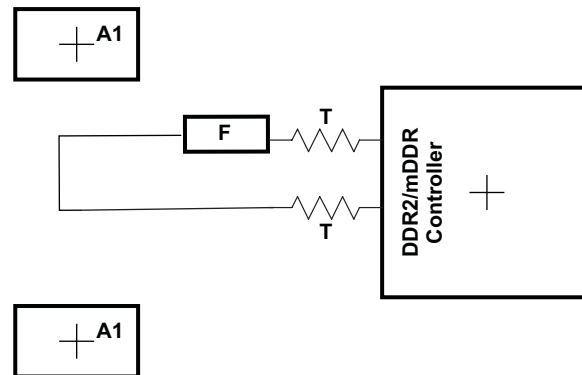 A1
T
F
DDR2/mDDR
Controller
T
A1